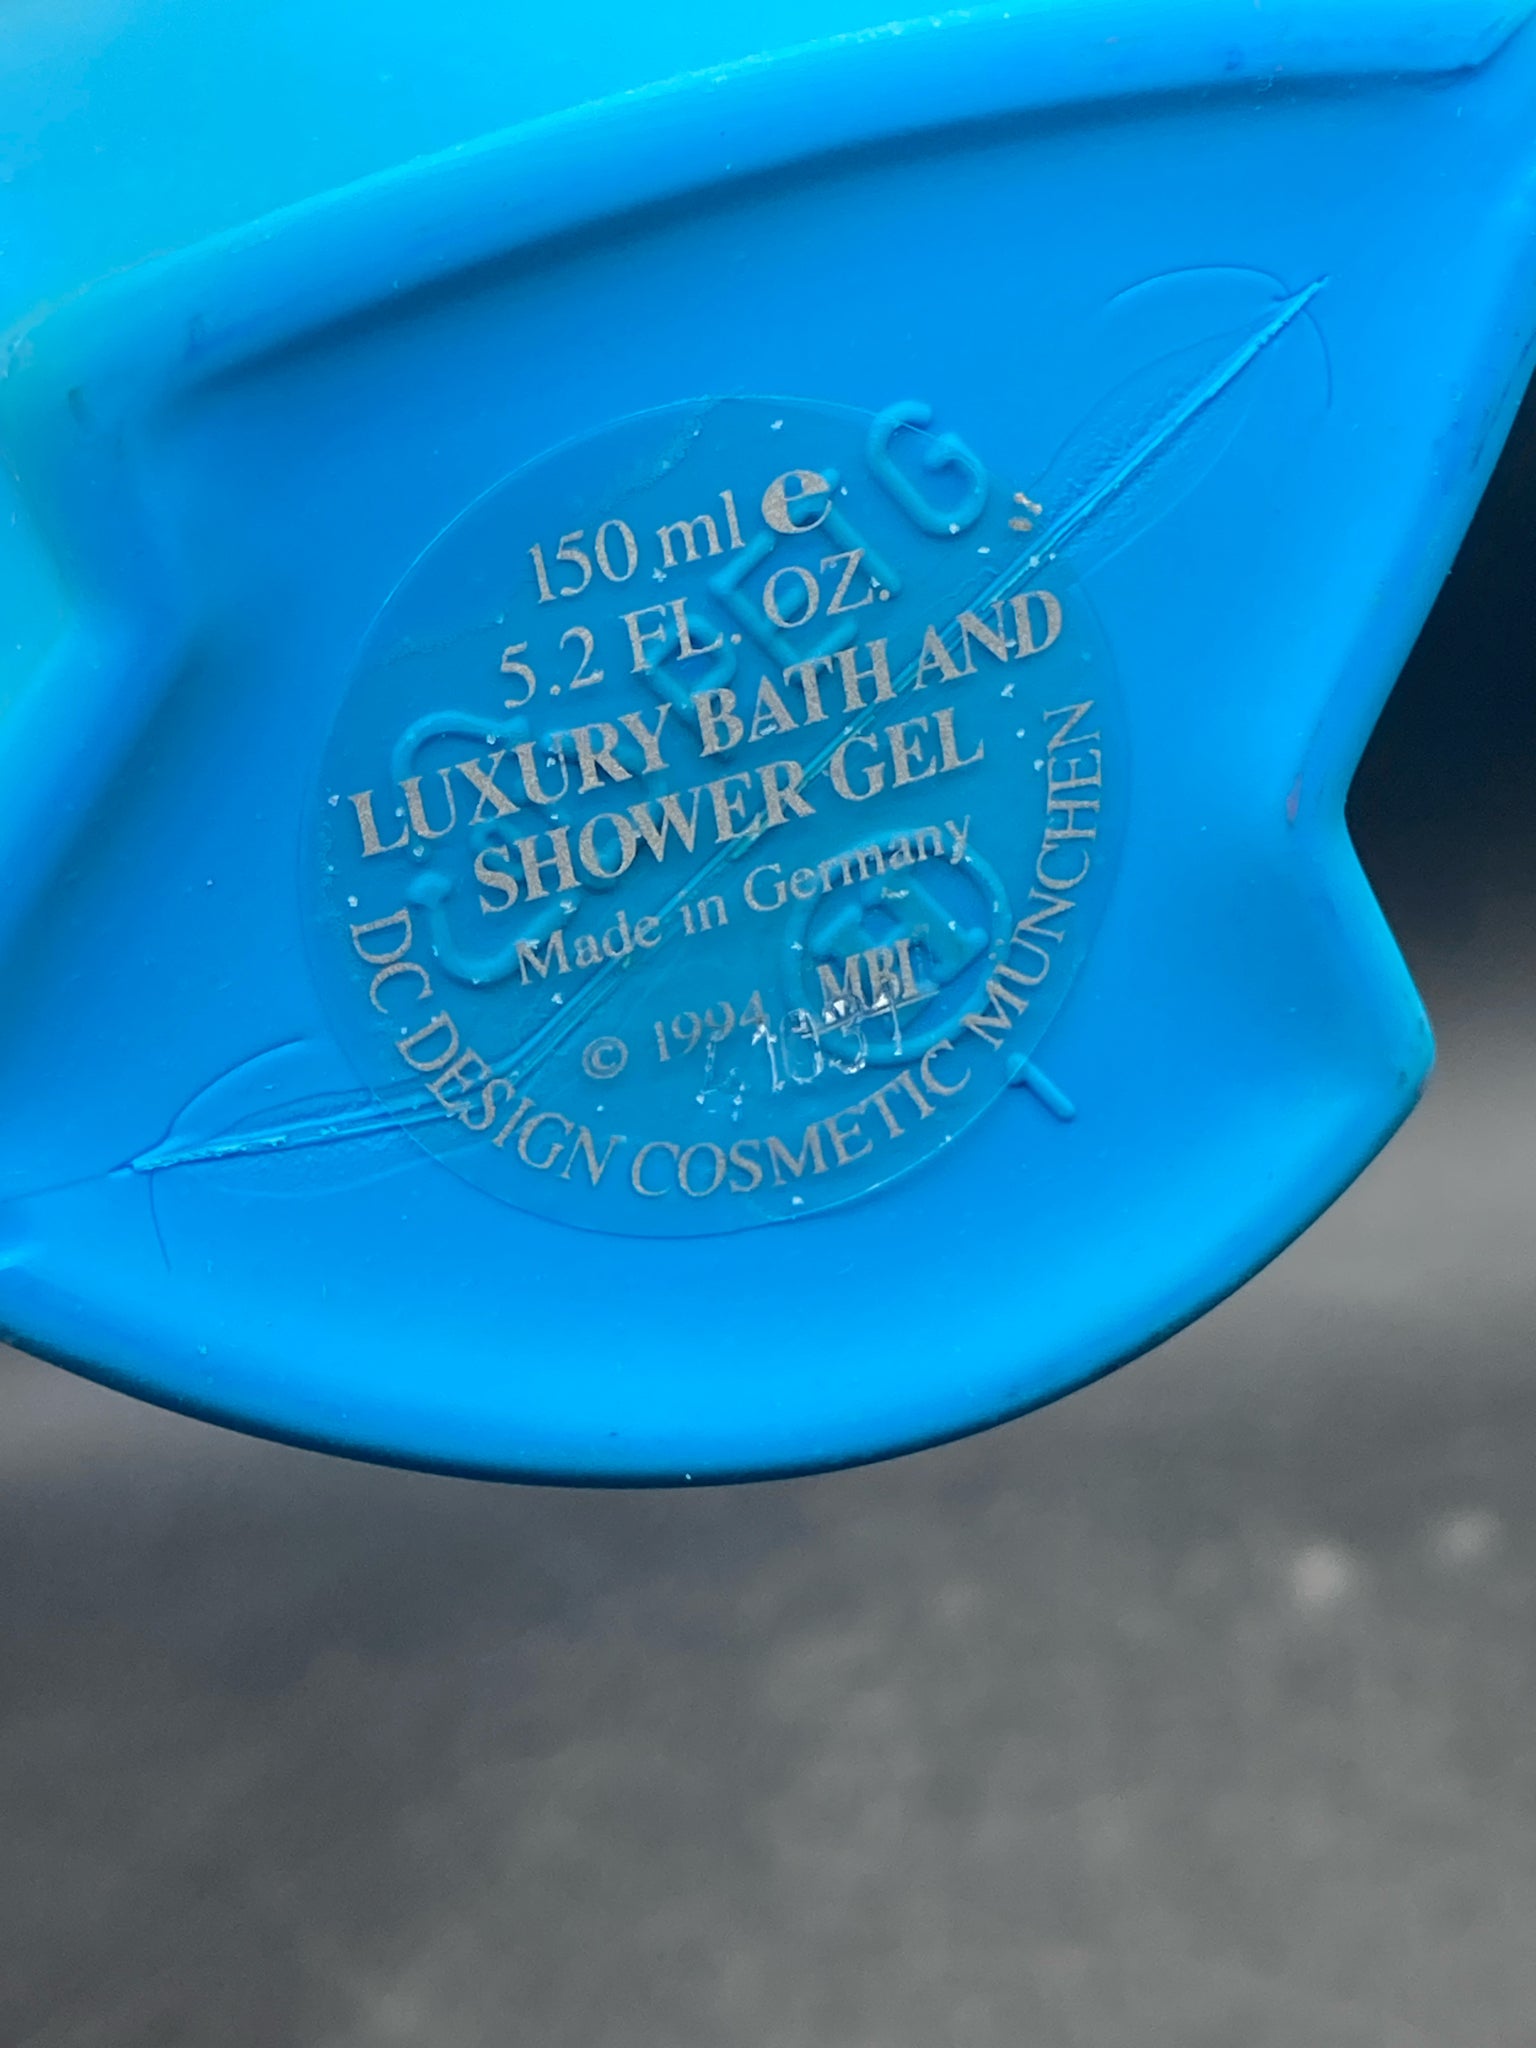 150 ml e
5.2 FL. OZ.
LUXURY BATH AND
SHOWER GEL
Made in Germany
© 1994 MBI
DC DESIGN COSMETIC MUNCHEN